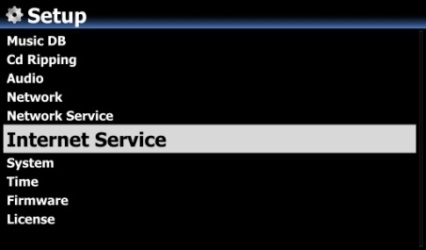 Setup
Music DB
Cd Ripping
Audio
Network
Network Service
Internet Service
System
Time
Firmware
License